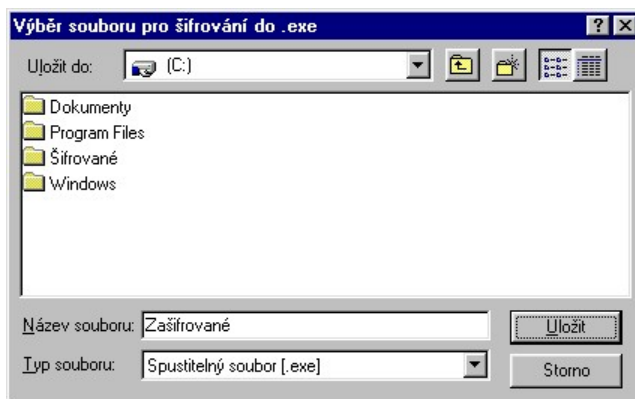 Výběr souboru pro šifrování do .exe
Uložit do: (C:)
Dokumenty
Program Files
Šifrované
Windows
Název souboru: Zašifrované Uložit
Typ souboru: Spustitelný soubor [.exe] Storno